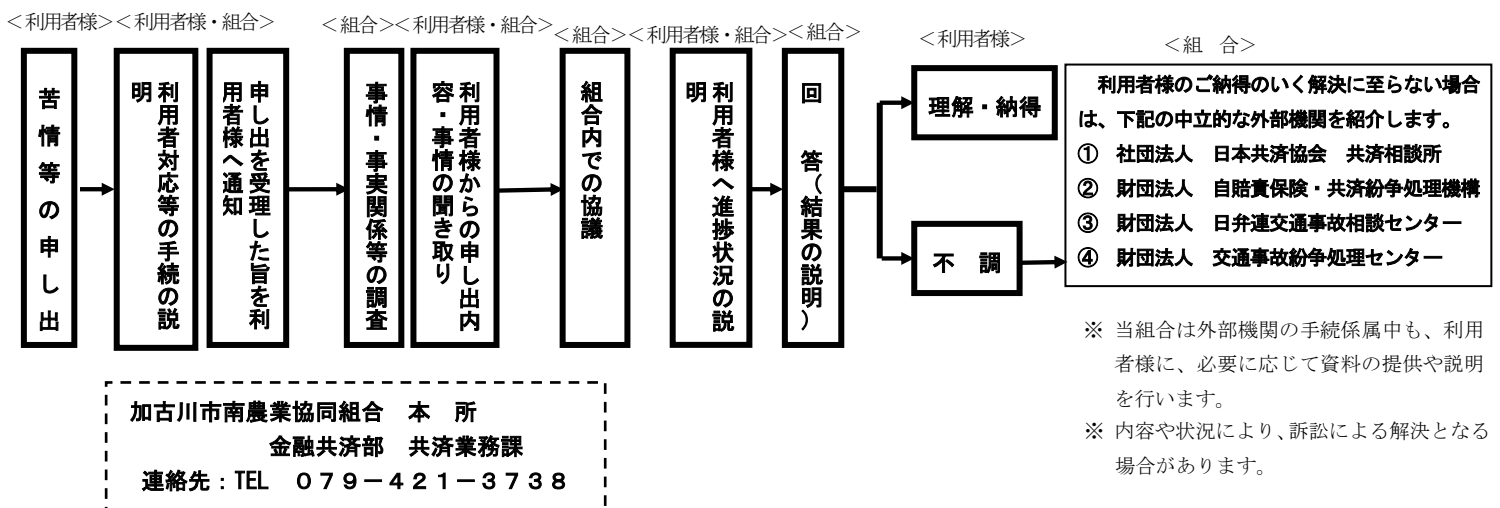 ＜利用者様＞
＜利用者様・組合＞
＜組合＞
＜利用者様・組合＞
＜組合＞
＜利用者様・組合＞
＜組合＞
＜利用者様＞
＜組　合＞
苦情等の申し出
利用者対応等の手続の説
明
申し出を受理した旨を利
用者様へ通知
事情・事実関係等の調査
利用者様からの申し出内
容・事情の聞き取り
組合内での協議
利用者様へ進捗状況の説
明
回　答（結果の説明）
理解・納得
不　調
利用者様のご納得のいく解決に至らない場合
は、下記の中立的な外部機関を紹介します。
①　社団法人　日本共済協会　共済相談所
②　財団法人　自賠責保険・共済紛争処理機構
③　財団法人　日弁連交通事故相談センター
④　財団法人　交通事故紛争処理センター
※ 当組合は外部機関の手続係属中も、利用
者様に、必要に応じて資料の提供や説明
を行います。
※ 内容や状況により、訴訟による解決となる
場合があります。
加古川市南農業協同組合　本　所
金融共済部　共済業務課
連絡先：TEL　０７９－４２１－３７３８